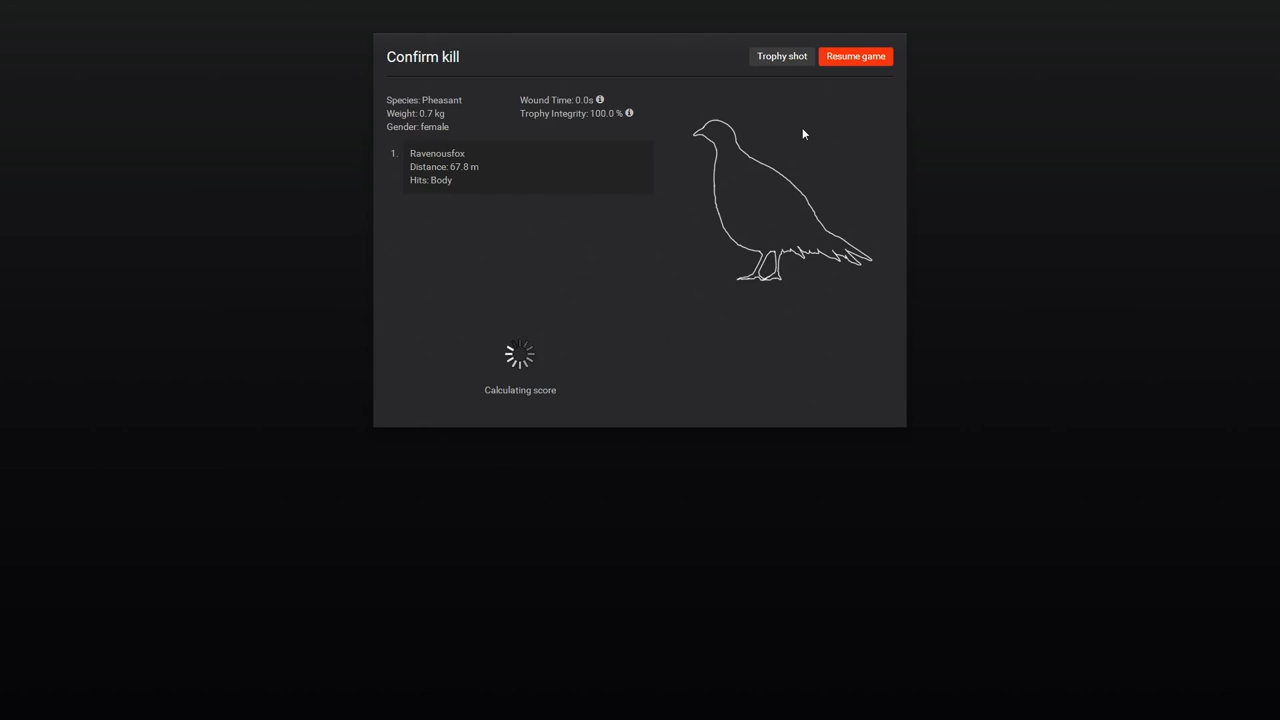 Confirm kill
Trophy shot
Resume game
Species: Pheasant
Weight: 0.7 kg
Gender: female
Wound Time: 0.0s
Trophy Integrity: 100.0 %
1.
Ravenousfox
Distance: 67.8 m
Hits: Body
Calculating score